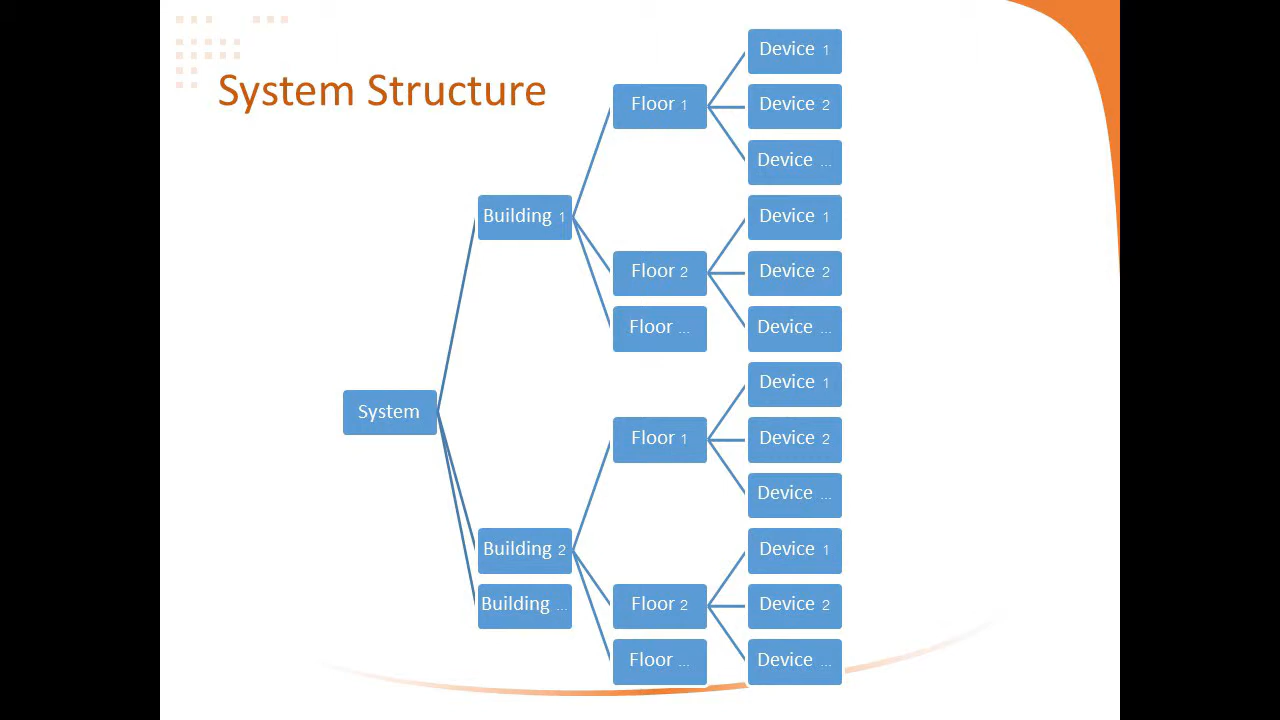 System Structure
System
Building 1
Floor 1
Device 1
Device 2
Device ...
Floor 2
Device 1
Device 2
Device ...
Floor ...
Building 2
Floor 1
Device 1
Device 2
Device ...
Floor 2
Device 1
Device 2
Device ...
Floor ...
Building ...